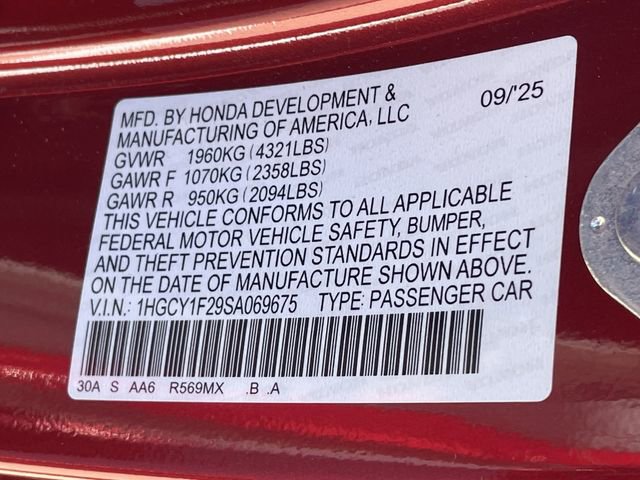 MFD. BY HONDA DEVELOPMENT &
MANUFACTURING OF AMERICA, LLC 09/'25
GVWR 1960KG (4321LBS)
GAWR F 1070KG (2358LBS)
GAWR R 950KG (2094LBS)
THIS VEHICLE CONFORMS TO ALL APPLICABLE
FEDERAL MOTOR VEHICLE SAFETY, BUMPER,
AND THEFT PREVENTION STANDARDS IN EFFECT
ON THE DATE OF MANUFACTURE SHOWN ABOVE.
V.I.N.: 1HGCY1F29SA069675 TYPE: PASSENGER CAR
30A S AA6 R569MX .B .A